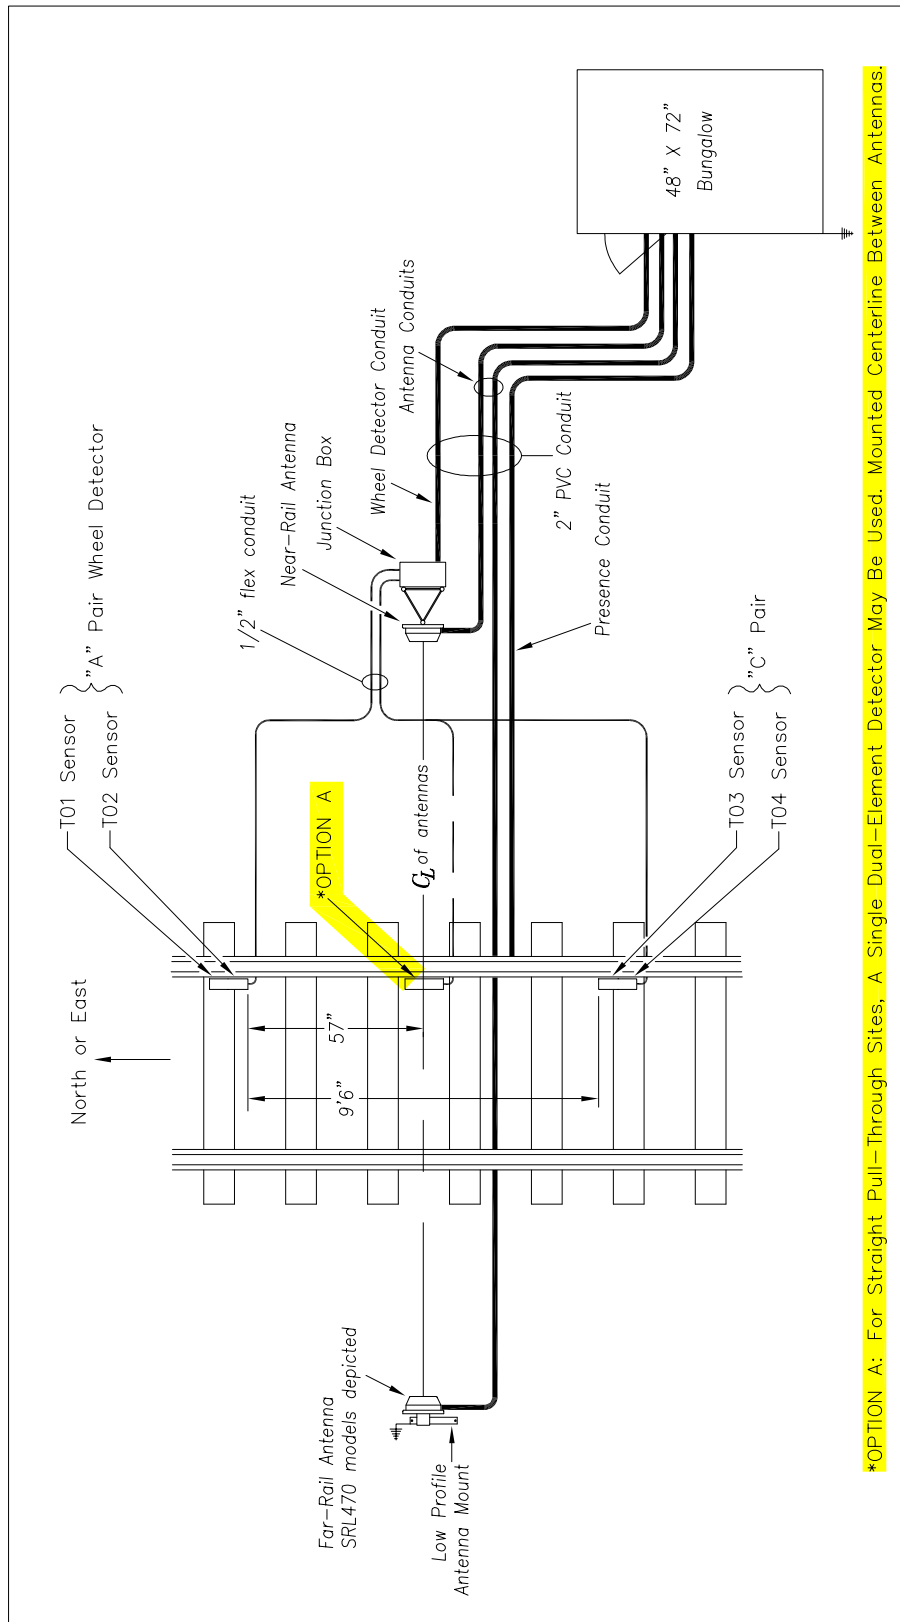 North or East
T01 Sensor
T02 Sensor
"A" Pair Wheel Detector
1/2" flex conduit
Near-Rail Antenna
Junction Box
Wheel Detector Conduit
Antenna Conduits
48" X 72"
Bungalow
*OPTION A
CL of antennas
57"
9'6"
2" PVC Conduit
Presence Conduit
T03 Sensor
T04 Sensor
"C" Pair
Far-Rail Antenna
SRL470 models depicted
Low Profile
Antenna Mount
*OPTION A: For Straight Pull-Through Sites, A Single Dual-Element Detector May Be Used. Mounted Centerline Between Antennas.